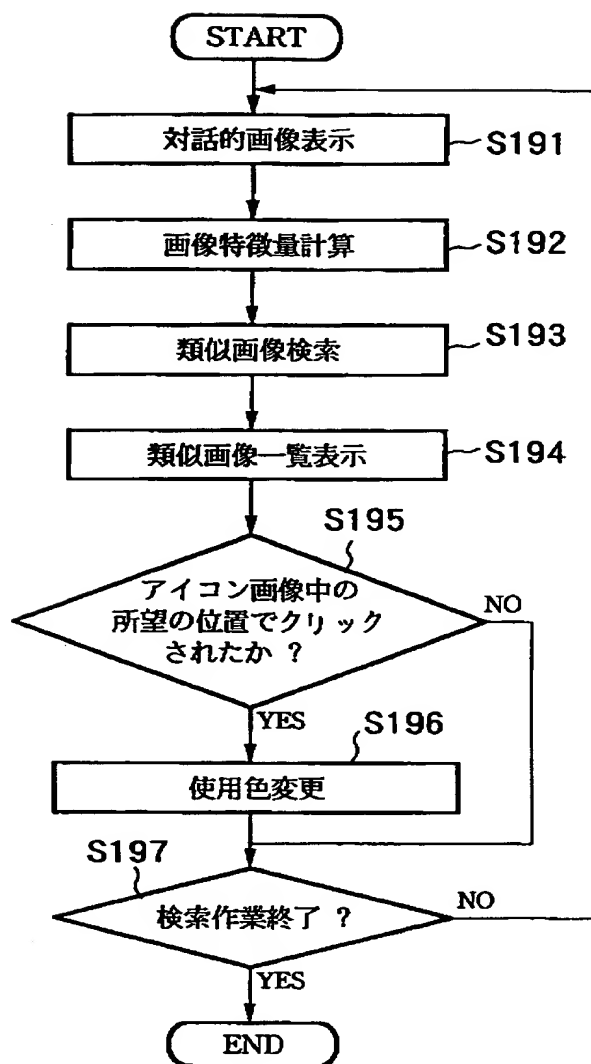 START
対話的画像表示
S191
画像特徴量計算
S192
類似画像検索
S193
類似画像一覧表示
S194
S195
アイコン画像中の
所望の位置でクリック
されたか ?
NO
YES
S196
使用色変更
S197
検索作業終了 ?
NO
YES
END